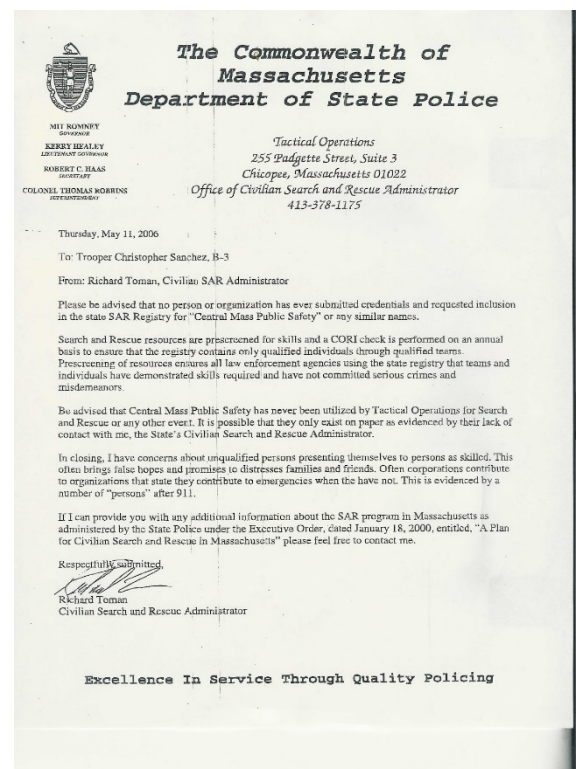 The Commonwealth of
Massachusetts
Department of State Police
MIT ROMNEY
GOVERNOR
KERRY HEALEY
LIEUTENANT GOVERNOR
ROBERT C. HAAS
SECRETARY
COLONEL THOMAS ROBBINS
SUPERINTENDENT
Tactical Operations
255 Padgette Street, Suite 3
Chicopee, Massachusetts 01022
Office of Civilian Search and Rescue Administrator
413-378-1175
Thursday, May 11, 2006
To: Trooper Christopher Sanchez, B-3
From: Richard Toman, Civilian SAR Administrator
Please be advised that no person or organization has ever submitted credentials and requested inclusion
in the state SAR Registry for "Central Mass Public Safety" or any similar names.
Search and Rescue resources are prescreened for skills and a CORI check is performed on an annual
basis to ensure that the registry contains only qualified individuals through qualified teams.
Prescreening of resources ensures all law enforcement agencies using the state registry that teams and
individuals have demonstrated skills required and have not committed serious crimes and
misdemeanors.
Be advised that Central Mass Public Safety has never been utilized by Tactical Operations for Search
and Rescue or any other event. It is possible that they only exist on paper as evidenced by their lack of
contact with me, the State's Civilian Search and Rescue Administrator.
In closing, I have concerns about unqualified persons presenting themselves to persons as skilled. This
often brings false hopes and promises to distresses families and friends. Often corporations contribute
to organizations that state they contribute to emergencies when the have not. This is evidenced by a
number of "persons" after 911.
If I can provide you with any additional information about the SAR program in Massachusetts as
administered by the State Police under the Executive Order, dated January 18, 2000, entitled, "A Plan
for Civilian Search and Rescue in Massachusetts" please feel free to contact me.
Respectfully submitted,
Richard Toman
Civilian Search and Rescue Administrator
Excellence In Service Through Quality Policing